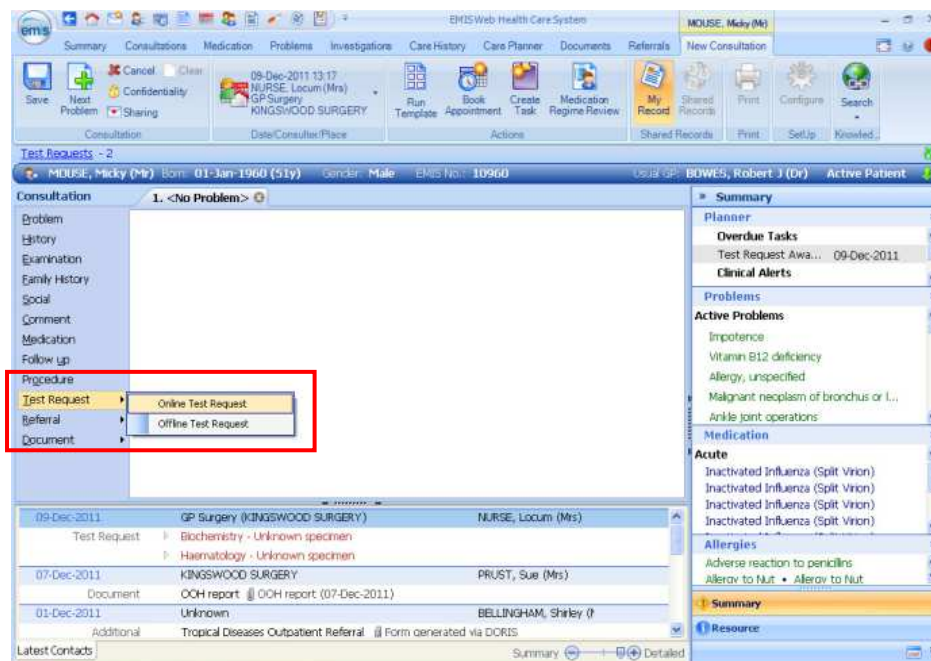 emis
EMIS Web Health Care System
MOUSE, Micky (Mr)
Summary Consultations Medication Problems Investigations Care History Care Planner Documents Referrals New Consultation
Save
Next Problem
Cancel Clear
Confidentiality
Sharing
Consultation
09-Dec-2011 13:17
NURSE, Locum (Mrs)
GP Surgery
KINGSWOOD SURGERY
Date/Consulter/Place
Run Template
Book Appointment
Create Task
Medication Regime Review
Actions
My Record
Shared Records
Shared Records
Print
Print
Configure
SetUp
Search
Knowled..
Test Requests - 2
MOUSE, Micky (Mr) Born 01-Jan-1960 (51y) Gender Male EMIS No.: 10960 Usual GP: BOWES, Robert J (Dr) Active Patient
Consultation
1. <No Problem>
Problem
History
Examination
Family History
Social
Comment
Medication
Follow up
Procedure
Test Request
Referral
Document
Online Test Request
Offline Test Request
Summary
Planner
Overdue Tasks
Test Request Awa... 09-Dec-2011
Clinical Alerts
Problems
Active Problems
Impotence
Vitamin B12 deficiency
Allergy, unspecified
Malignant neoplasm of bronchus or l...
Ankle joint operations
Medication
Acute
Inactivated Influenza (Split Virion)
Inactivated Influenza (Split Virion)
Inactivated Influenza (Split Virion)
Inactivated Influenza (Split Virion)
Allergies
Adverse reaction to penicillins
Allergy to Nut • Allergy to Nut
Summary
Resource
09-Dec-2011 GP Surgery (KINGSWOOD SURGERY) NURSE, Locum (Mrs)
Test Request Biochemistry - Unknown specimen
Haematology - Unknown specimen
07-Dec-2011 KINGSWOOD SURGERY PRUST, Sue (Mrs)
Document OOH report OOH report (07-Dec-2011)
01-Dec-2011 Unknown BELLINGHAM, Shirley (
Additional Tropical Diseases Outpatient Referral Form generated via DORIS
Latest Contacts
Summary Detailed